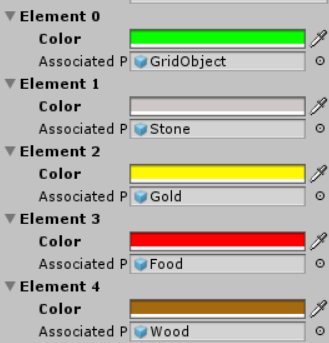 Element 0
Color
Associated P GridObject
Element 1
Color
Associated P Stone
Element 2
Color
Associated P Gold
Element 3
Color
Associated P Food
Element 4
Color
Associated P Wood